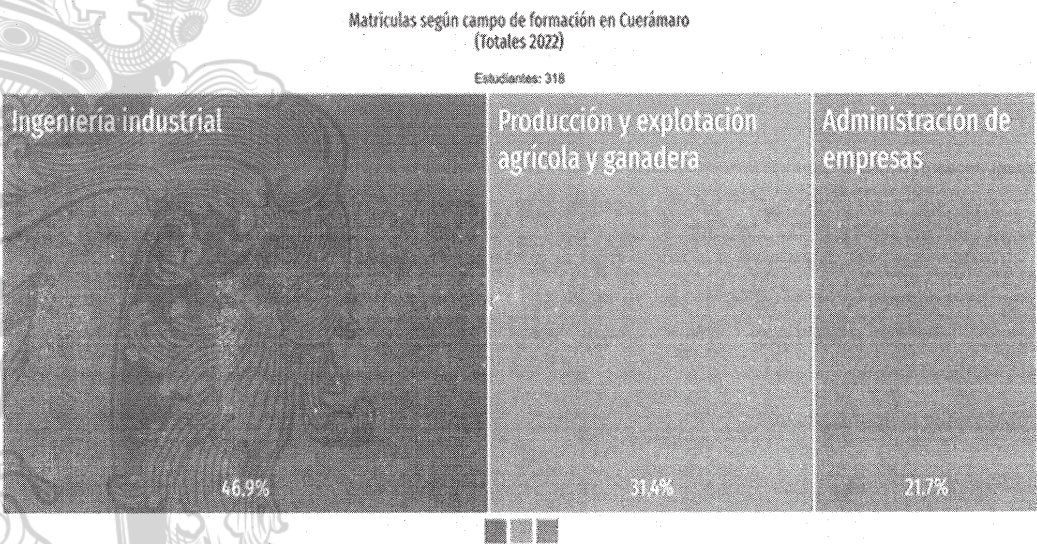 Matrículas según campo de formación en Cuerámaro
(Totales 2022)
Estudiantes: 318
Ingeniería industrial
Producción y explotación
agrícola y ganadera
Administración de
empresas
46.9%
31.4%
21.7%